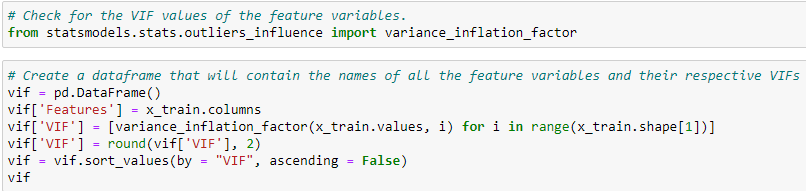 # Check for the VIF values of the feature variables.
from statsmodels.stats.outliers_influence import variance_inflation_factor
# Create a dataframe that will contain the names of all the feature variables and their respective VIFs
vif = pd.DataFrame()
vif['Features'] = x_train.columns
vif['VIF'] = [variance_inflation_factor(x_train.values, i) for i in range(x_train.shape[1])]
vif['VIF'] = round(vif['VIF'], 2)
vif = vif.sort_values(by = "VIF", ascending = False)
vif